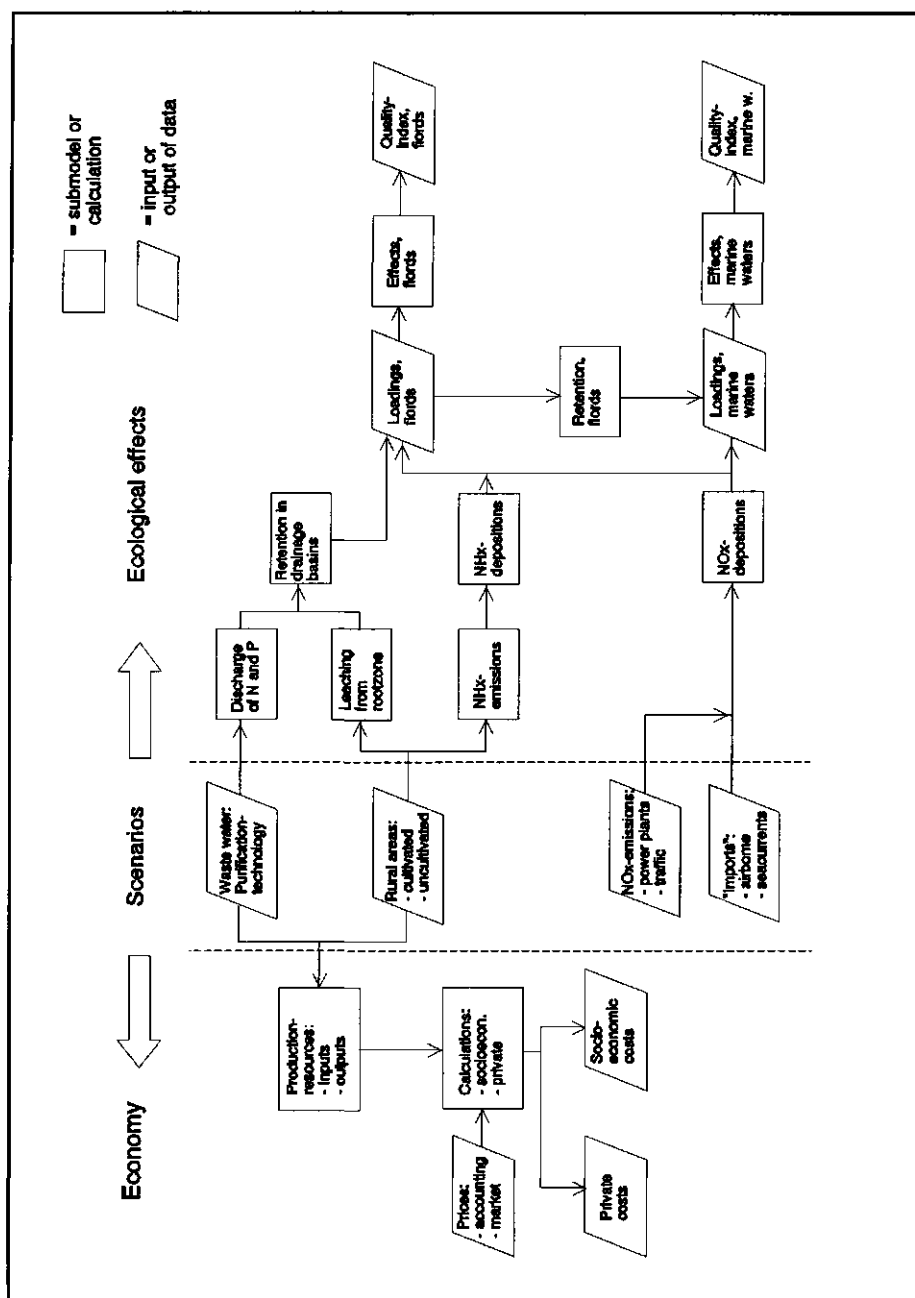 Economy
Scenarios
Ecological effects
= submodel or
calculation
= input or
output of data
Production-
resources:
- inputs
- outputs
Prices:
- accounting
- market
Calculations:
- socioecon.
- private
Private
costs
Socio-
economic
costs
Waste water:
Purification-
technology
Rural areas:
- cultivated
- uncultivated
NOx-emissions:
- power plants
- traffic
"Imports":
- airborne
- seacurrents
Discharge
of N and P
Leaching
from
rootzone
NHx-
emissions
Retention in
drainage
basins
NHx-
depositions
NOx-
depositions
Loadings,
fiords
Retention,
fiords
Loadings,
marine
waters
Effects,
fiords
Effects,
marine
waters
Quality-
index,
fiords
Quality-
index,
marine w.